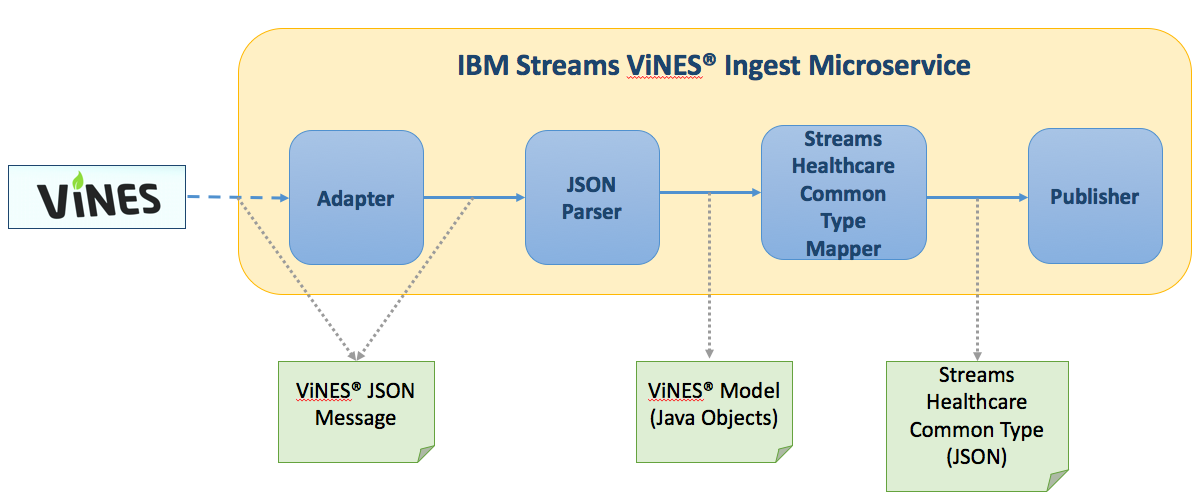 IBM Streams ViNES® Ingest Microservice
ViNES
Adapter
JSON
Parser
Streams
Healthcare
Common
Type
Mapper
Publisher
ViNES® JSON
Message
ViNES® Model
(Java Objects)
Streams
Healthcare
Common Type
(JSON)